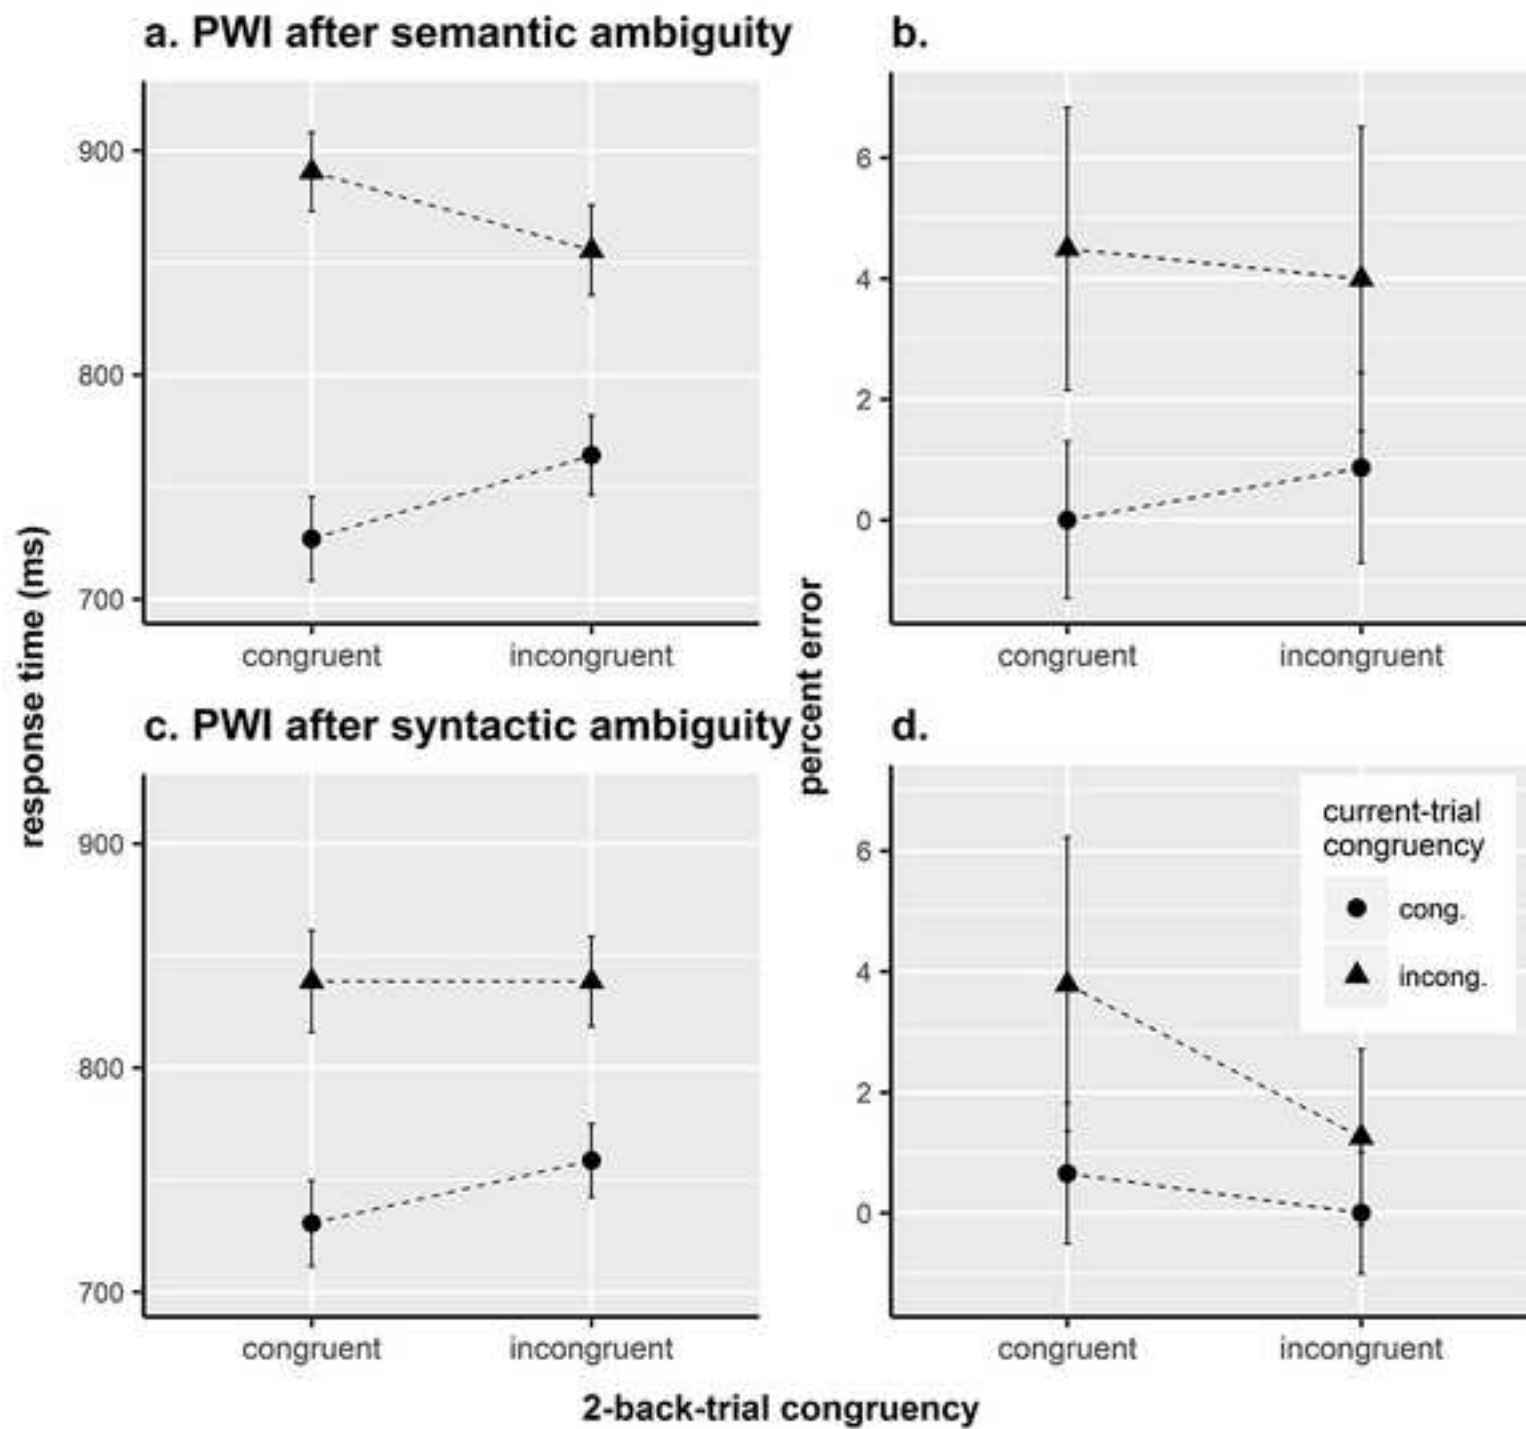 a. PWI after semantic ambiguity
b.
900
800
700
congruent
incongruent
6
4
2
0
congruent
incongruent
response time (ms)
percent error
c. PWI after syntactic ambiguity
d.
900
800
700
congruent
incongruent
6
4
2
0
current-trial
congruency
cong.
incong.
congruent
incongruent
2-back-trial congruency